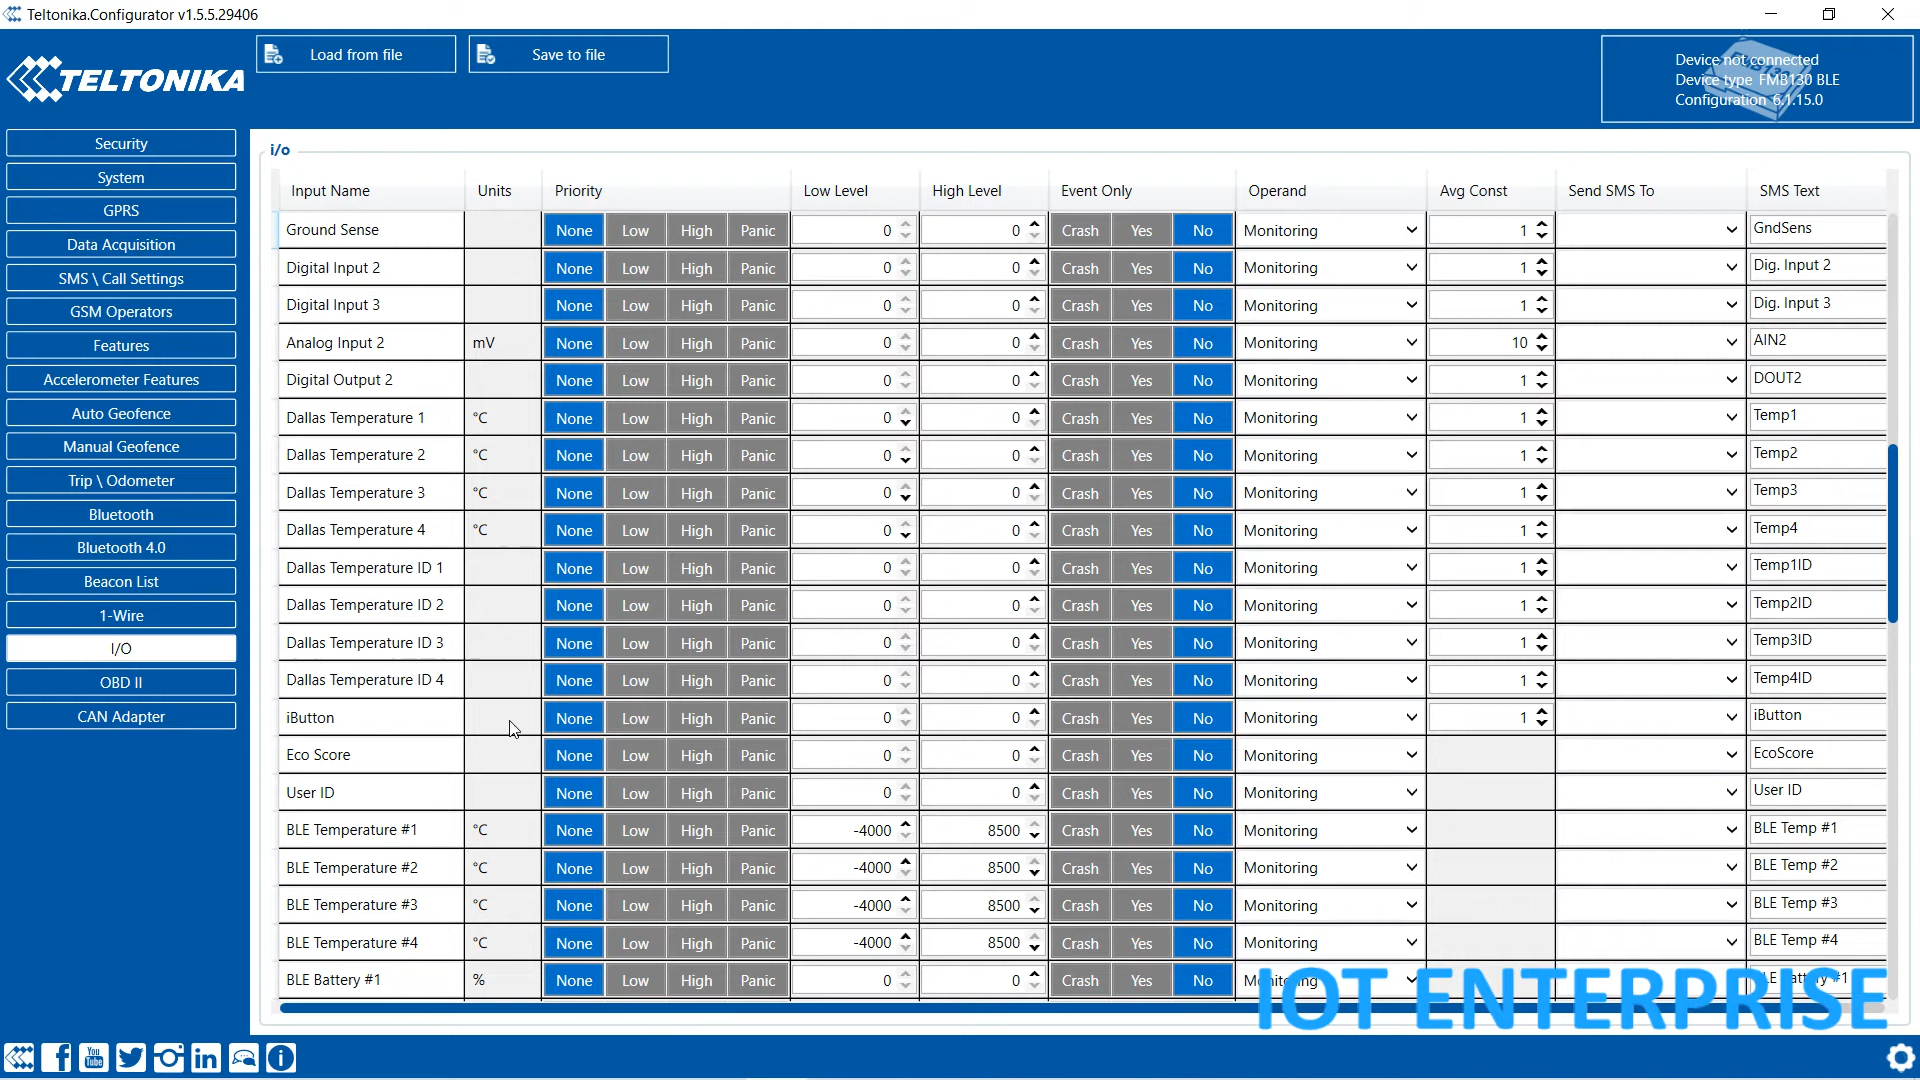 Teltonika.Configurator v1.5.5.29406
Load from file
Save to file
TELTONIKA
Device not connected
Device type FMB130 BLE
Configuration 6.1.15.0
Security
System
GPRS
Data Acquisition
SMS \ Call Settings
GSM Operators
Features
Accelerometer Features
Auto Geofence
Manual Geofence
Trip \ Odometer
Bluetooth
Bluetooth 4.0
Beacon List
1-Wire
I/O
OBD II
CAN Adapter
i/o
Input Name Units Priority Low Level High Level Event Only Operand Avg Const Send SMS To SMS Text
Ground Sense None Low High Panic 0 0 Crash Yes No Monitoring 1 GndSens
Digital Input 2 None Low High Panic 0 0 Crash Yes No Monitoring 1 Dig. Input 2
Digital Input 3 None Low High Panic 0 0 Crash Yes No Monitoring 1 Dig. Input 3
Analog Input 2 mV None Low High Panic 0 0 Crash Yes No Monitoring 10 AIN2
Digital Output 2 None Low High Panic 0 0 Crash Yes No Monitoring 1 DOUT2
Dallas Temperature 1 °C None Low High Panic 0 0 Crash Yes No Monitoring 1 Temp1
Dallas Temperature 2 °C None Low High Panic 0 0 Crash Yes No Monitoring 1 Temp2
Dallas Temperature 3 °C None Low High Panic 0 0 Crash Yes No Monitoring 1 Temp3
Dallas Temperature 4 °C None Low High Panic 0 0 Crash Yes No Monitoring 1 Temp4
Dallas Temperature ID 1 None Low High Panic 0 0 Crash Yes No Monitoring 1 Temp1ID
Dallas Temperature ID 2 None Low High Panic 0 0 Crash Yes No Monitoring 1 Temp2ID
Dallas Temperature ID 3 None Low High Panic 0 0 Crash Yes No Monitoring 1 Temp3ID
Dallas Temperature ID 4 None Low High Panic 0 0 Crash Yes No Monitoring 1 Temp4ID
iButton None Low High Panic 0 0 Crash Yes No Monitoring 1 iButton
Eco Score None Low High Panic 0 0 Crash Yes No Monitoring EcoScore
User ID None Low High Panic 0 0 Crash Yes No Monitoring User ID
BLE Temperature #1 °C None Low High Panic -4000 8500 Crash Yes No Monitoring BLE Temp #1
BLE Temperature #2 °C None Low High Panic -4000 8500 Crash Yes No Monitoring BLE Temp #2
BLE Temperature #3 °C None Low High Panic -4000 8500 Crash Yes No Monitoring BLE Temp #3
BLE Temperature #4 °C None Low High Panic -4000 8500 Crash Yes No Monitoring BLE Temp #4
BLE Battery #1 % None Low High Panic 0 0 Crash Yes No Monitoring BLE Battery #1
IOT ENTERPRISE
You Tube